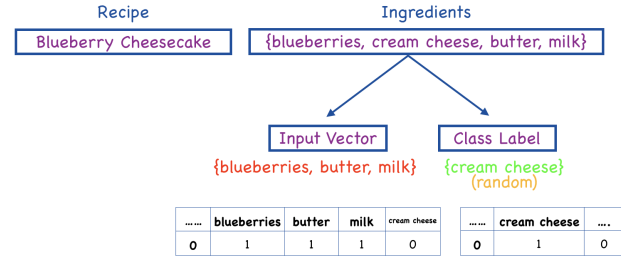 Recipe
Ingredients
Blueberry Cheesecake
{blueberries, cream cheese, butter, milk}
Input Vector
Class Label
{blueberries, butter, milk}
{cream cheese}
(random)
...... blueberries butter milk cream cheese
0 1 1 1 0
...... cream cheese ....
0 1 0